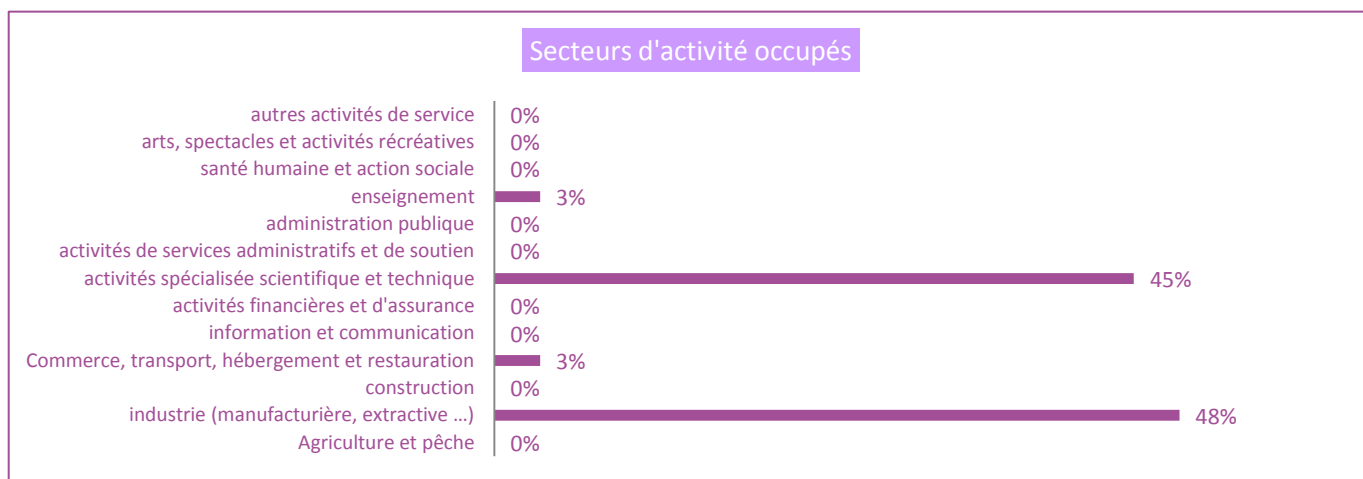 Secteurs d'activité occupés
autres activités de service 0%
arts, spectacles et activités récréatives 0%
santé humaine et action sociale 0%
enseignement 3%
administration publique 0%
activités de services administratifs et de soutien 0%
activités spécialisée scientifique et technique 45%
activités financières et d'assurance 0%
information et communication 0%
Commerce, transport, hébergement et restauration 3%
construction 0%
industrie (manufacturière, extractive …) 48%
Agriculture et pêche 0%